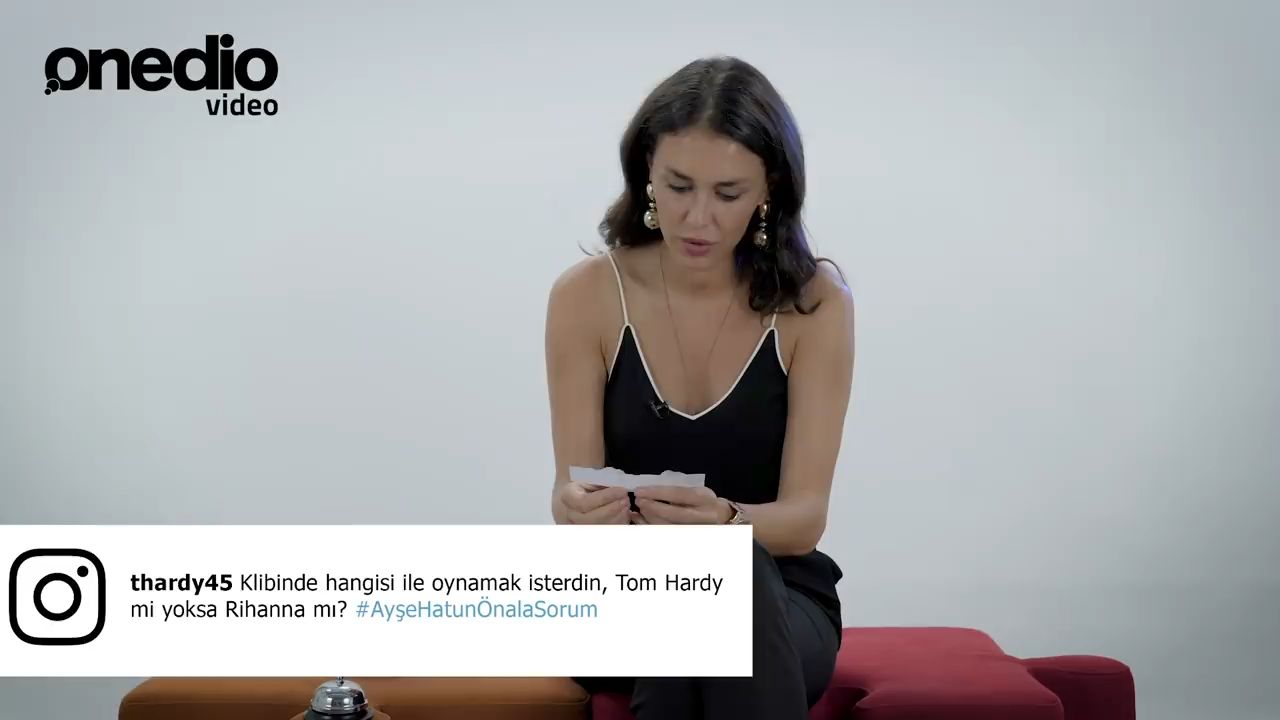 onedio
video
thardy45 Klibinde hangisi ile oynamak isterdin, Tom Hardy
mi yoksa Rihanna mı? #AyşeHatunÖnalaSorum